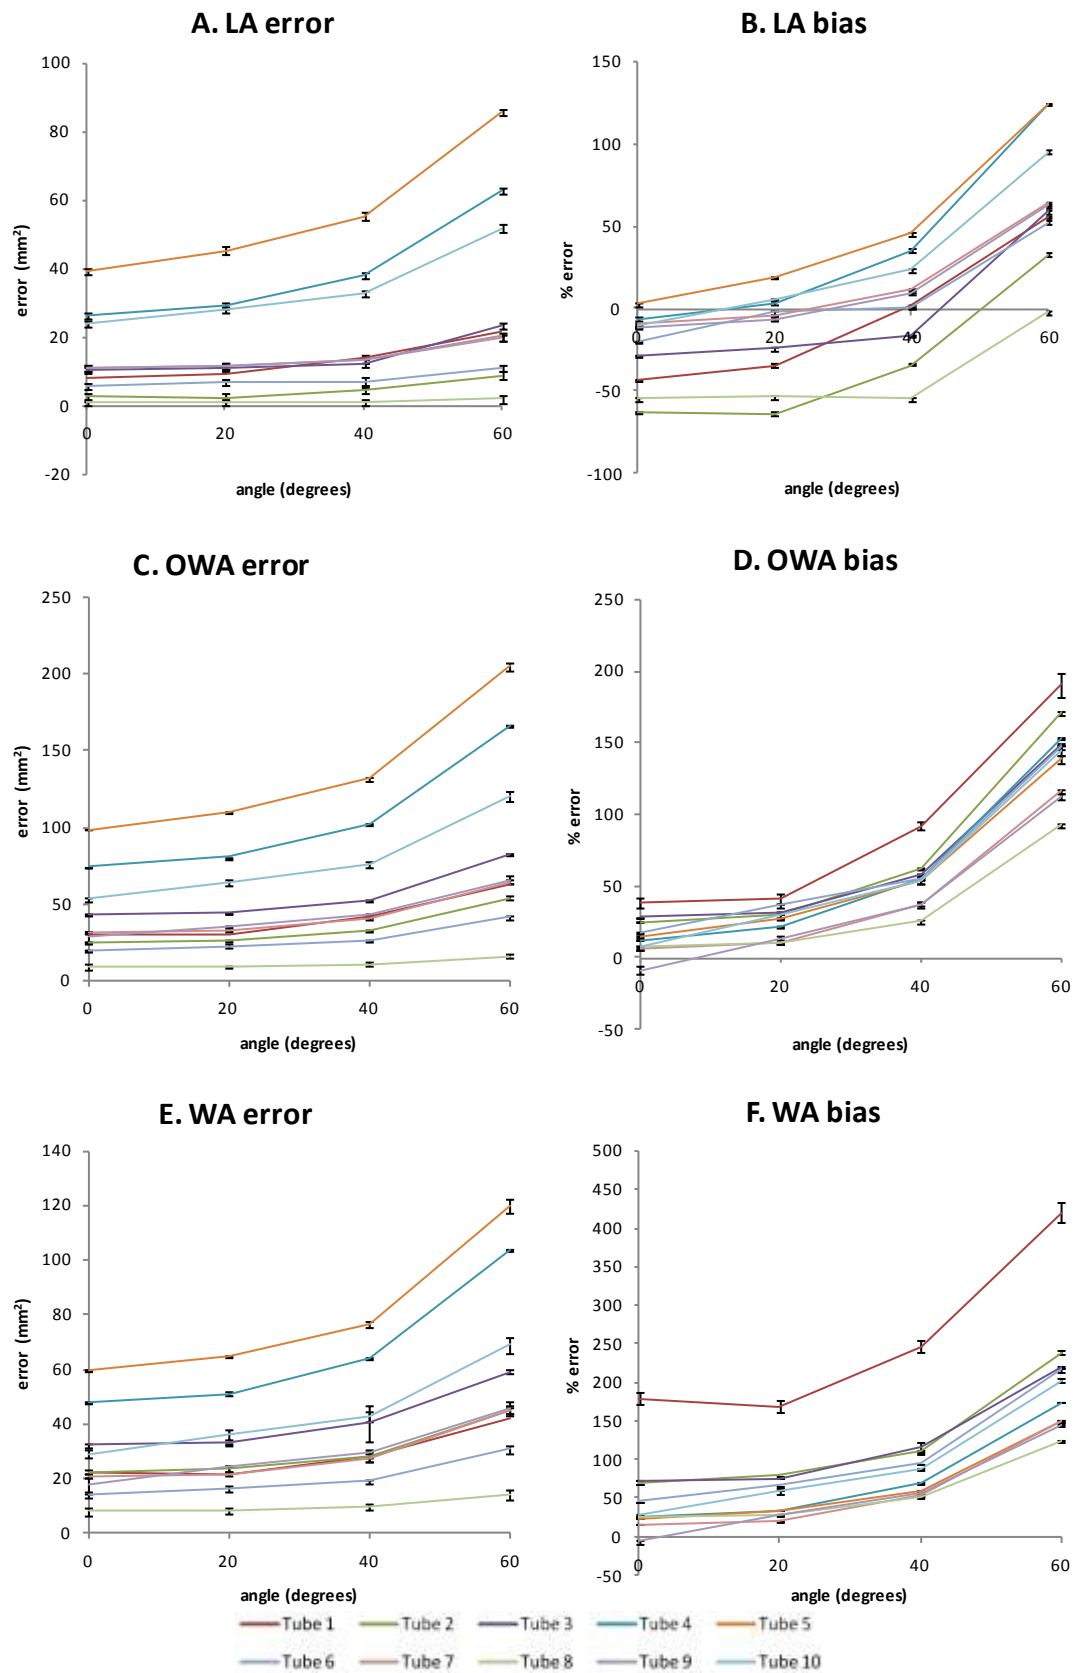 A. LA error
B. LA bias
100
80
60
40
20
0
-20
error (mm²)
0 20 40 60
angle (degrees)
150
100
50
0
-50
-100
% error
0 20 40 60
angle (degrees)
C. OWA error
D. OWA bias
250
200
150
100
50
0
error (mm²)
0 20 40 60
angle (degrees)
250
200
150
100
50
0
-50
% error
0 20 40 60
angle (degrees)
E. WA error
F. WA bias
140
120
100
80
60
40
20
0
error (mm²)
0 20 40 60
angle (degrees)
500
450
400
350
300
250
200
150
100
50
0
-50
% error
0 20 40 60
angle (degrees)
Tube 1 Tube 2 Tube 3 Tube 4 Tube 5
Tube 6 Tube 7 Tube 8 Tube 9 Tube 10